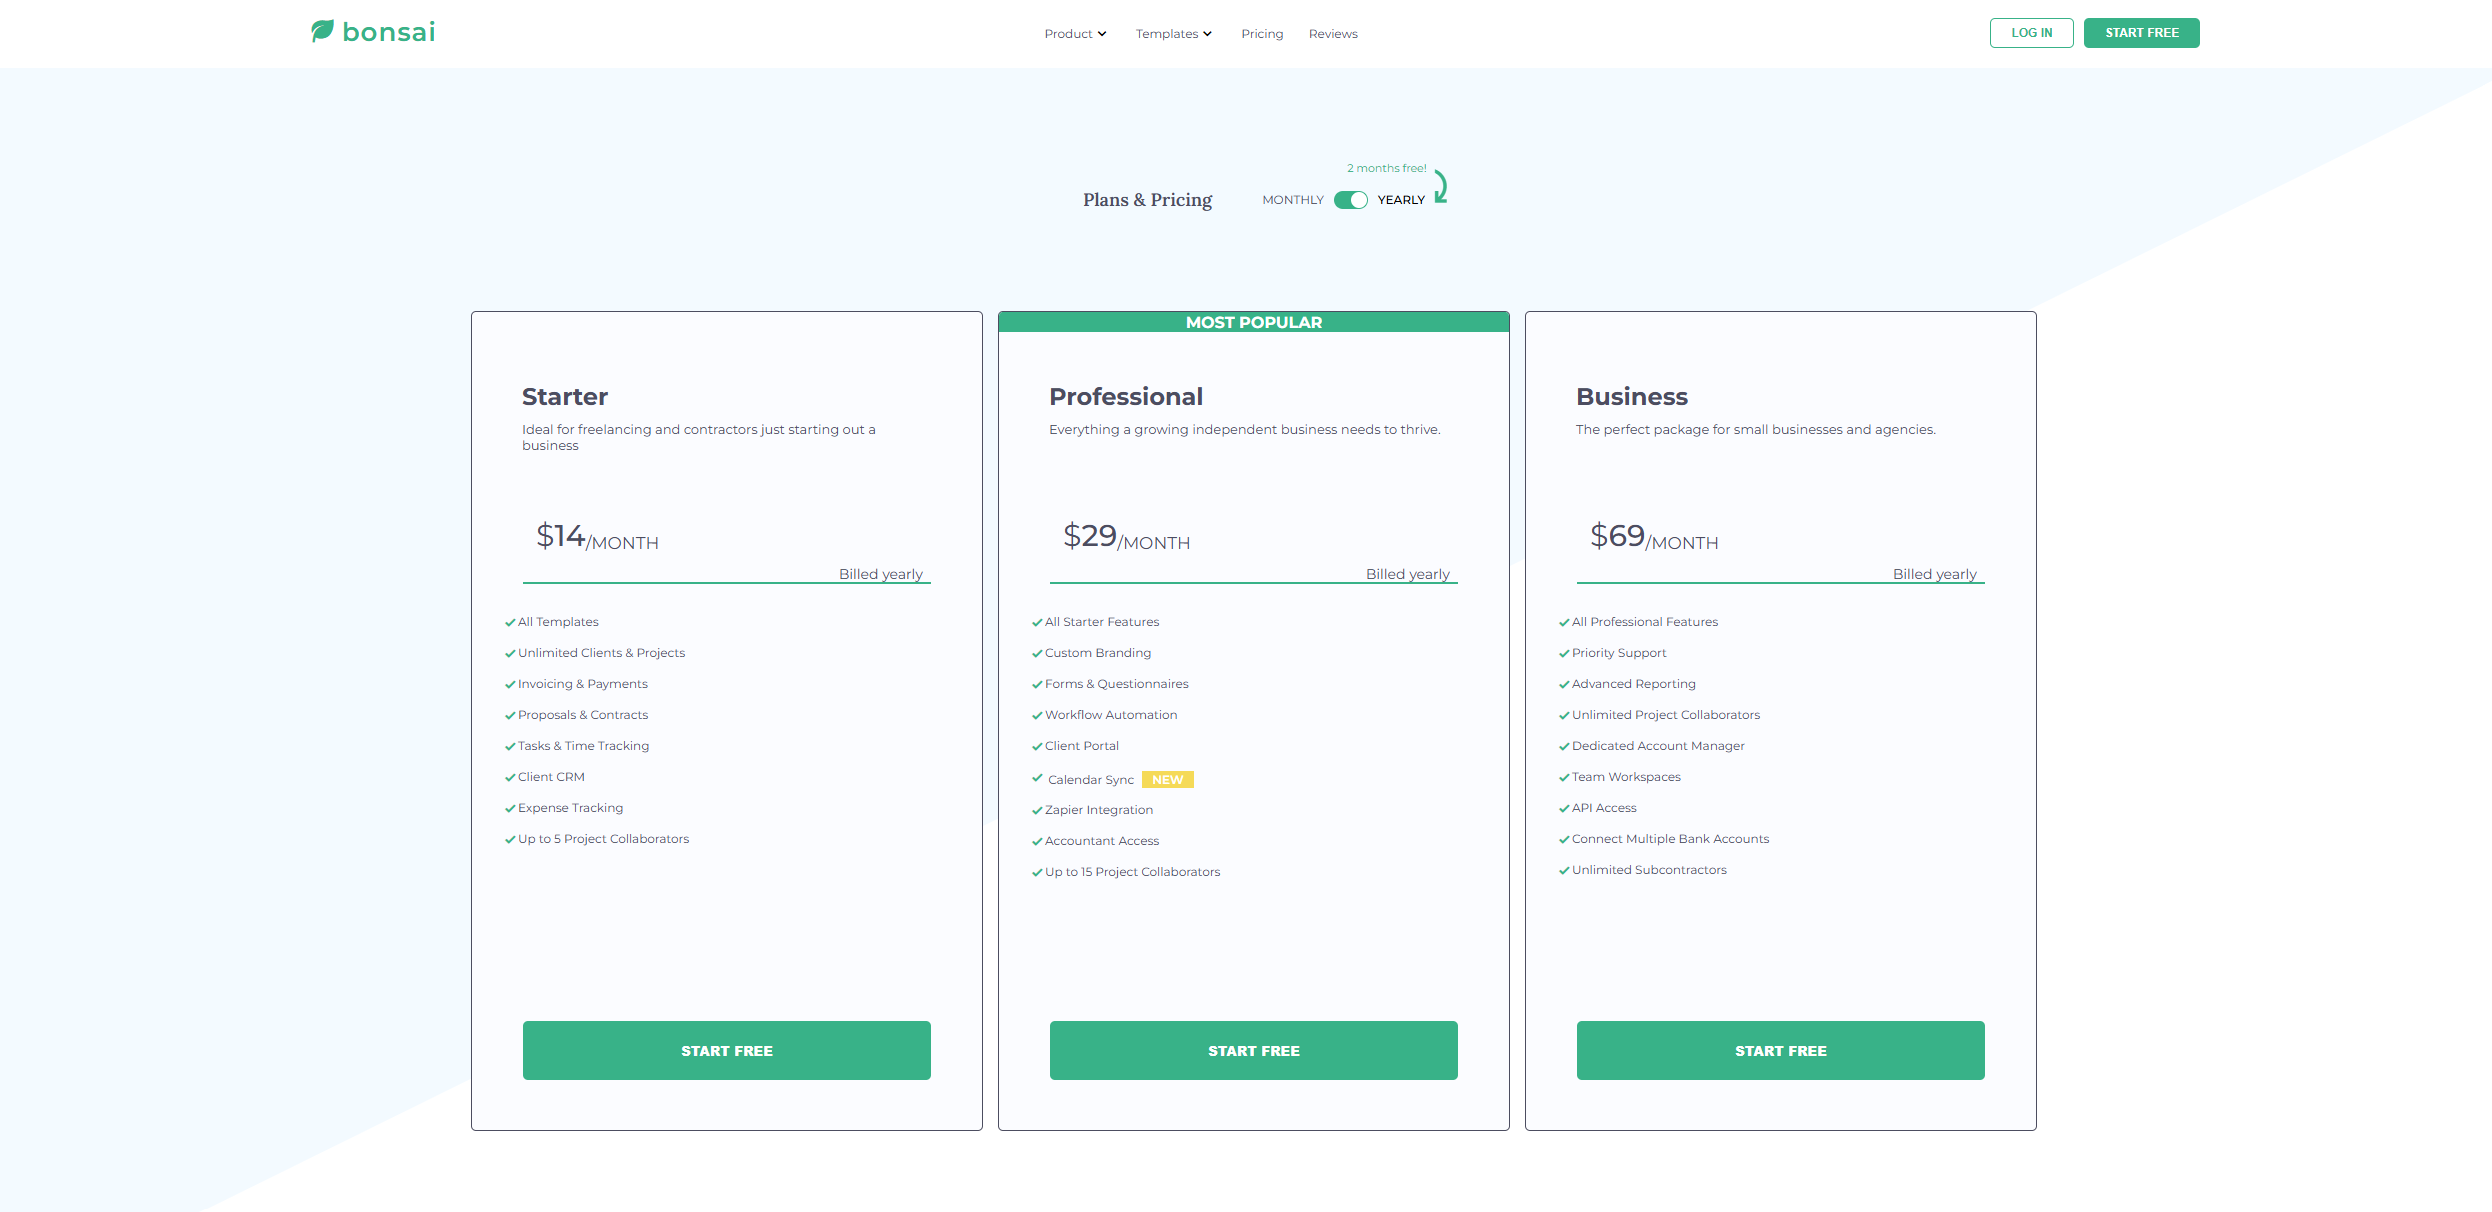 bonsai
Product
Templates
Pricing
Reviews
LOG IN
START FREE
2 months free!
Plans & Pricing
MONTHLY
YEARLY
Starter
Ideal for freelancing and contractors just starting out a
business
$14/MONTH
Billed yearly
All Templates
Unlimited Clients & Projects
Invoicing & Payments
Proposals & Contracts
Tasks & Time Tracking
Client CRM
Expense Tracking
Up to 5 Project Collaborators
START FREE
MOST POPULAR
Professional
Everything a growing independent business needs to thrive.
$29/MONTH
Billed yearly
All Starter Features
Custom Branding
Forms & Questionnaires
Workflow Automation
Client Portal
Calendar Sync NEW
Zapier Integration
Accountant Access
Up to 15 Project Collaborators
START FREE
Business
The perfect package for small businesses and agencies.
$69/MONTH
Billed yearly
All Professional Features
Priority Support
Advanced Reporting
Unlimited Project Collaborators
Dedicated Account Manager
Team Workspaces
API Access
Connect Multiple Bank Accounts
Unlimited Subcontractors
START FREE